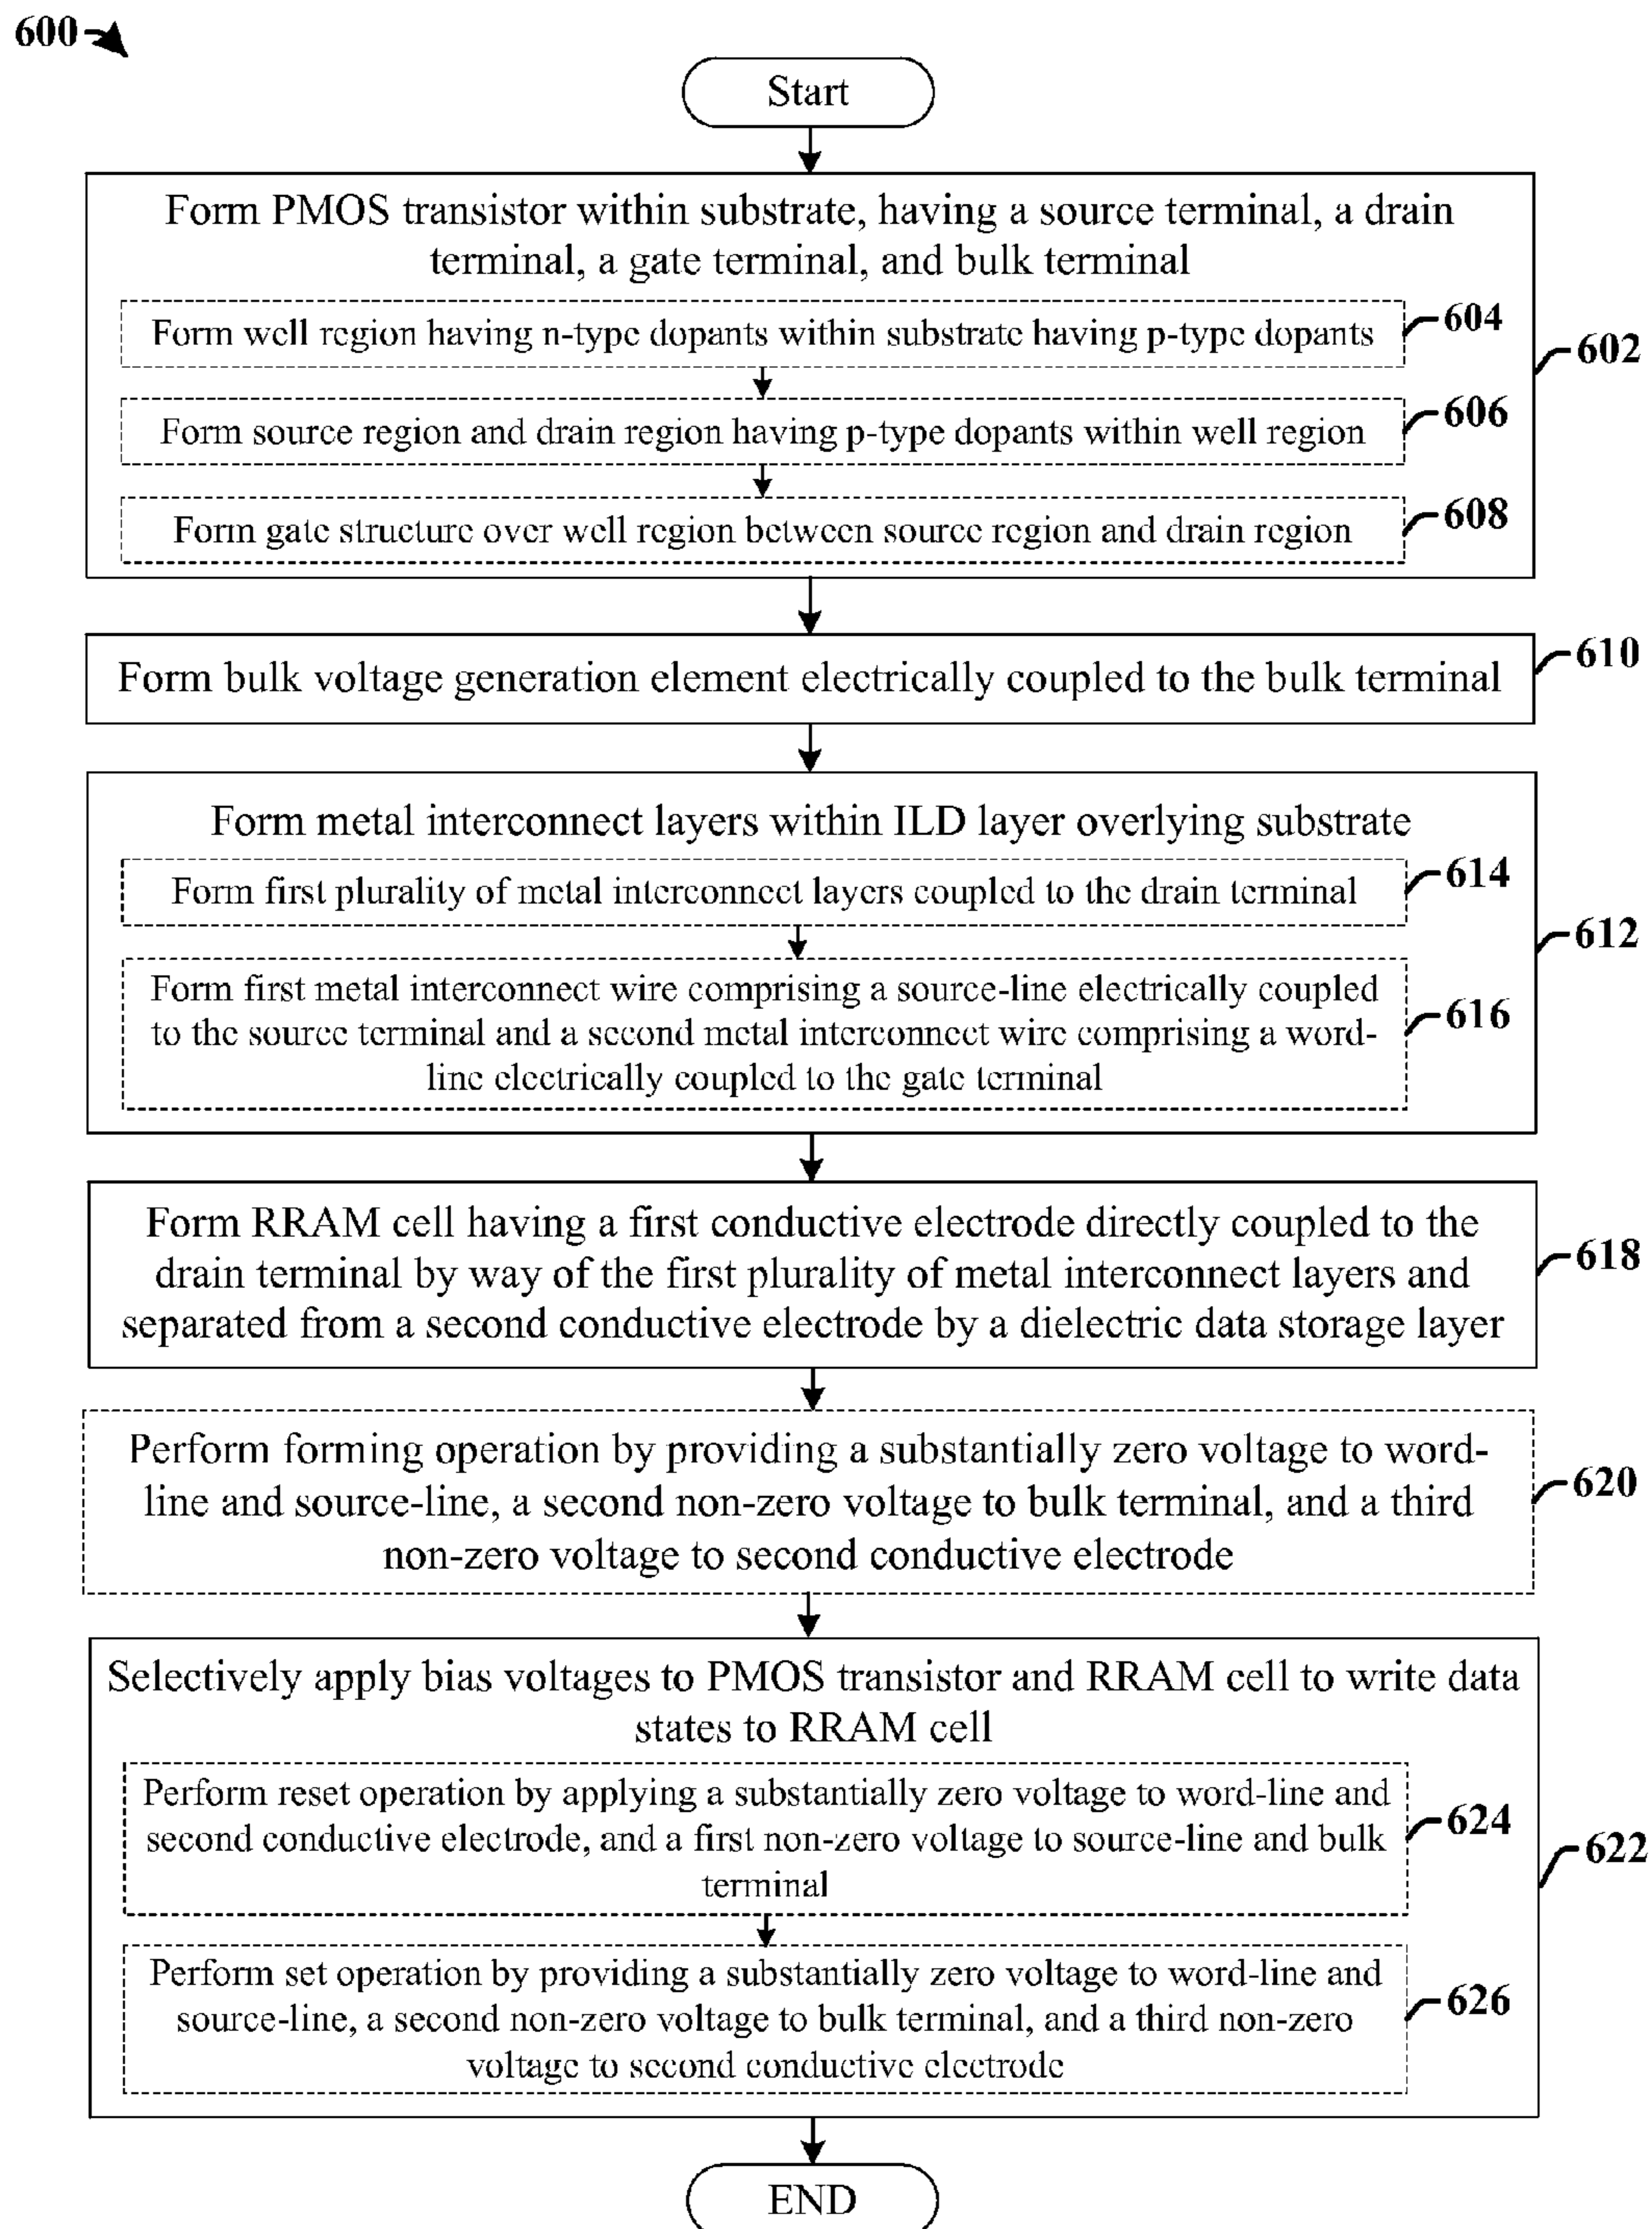 600
Start
Form PMOS transistor within substrate, having a source terminal, a drain
terminal, a gate terminal, and bulk terminal
602
Form well region having n-type dopants within substrate having p-type dopants
604
Form source region and drain region having p-type dopants within well region
606
Form gate structure over well region between source region and drain region
608
Form bulk voltage generation element electrically coupled to the bulk terminal
610
Form metal interconnect layers within ILD layer overlying substrate
612
Form first plurality of metal interconnect layers coupled to the drain terminal
614
Form first metal interconnect wire comprising a source-line electrically coupled
to the source terminal and a second metal interconnect wire comprising a word-
line electrically coupled to the gate terminal
616
Form RRAM cell having a first conductive electrode directly coupled to the
drain terminal by way of the first plurality of metal interconnect layers and
separated from a second conductive electrode by a dielectric data storage layer
618
Perform forming operation by providing a substantially zero voltage to word-
line and source-line, a second non-zero voltage to bulk terminal, and a third
non-zero voltage to second conductive electrode
620
Selectively apply bias voltages to PMOS transistor and RRAM cell to write data
states to RRAM cell
622
Perform reset operation by applying a substantially zero voltage to word-line and
second conductive electrode, and a first non-zero voltage to source-line and bulk
terminal
624
Perform set operation by providing a substantially zero voltage to word-line and
source-line, a second non-zero voltage to bulk terminal, and a third non-zero
voltage to second conductive electrode
626
END